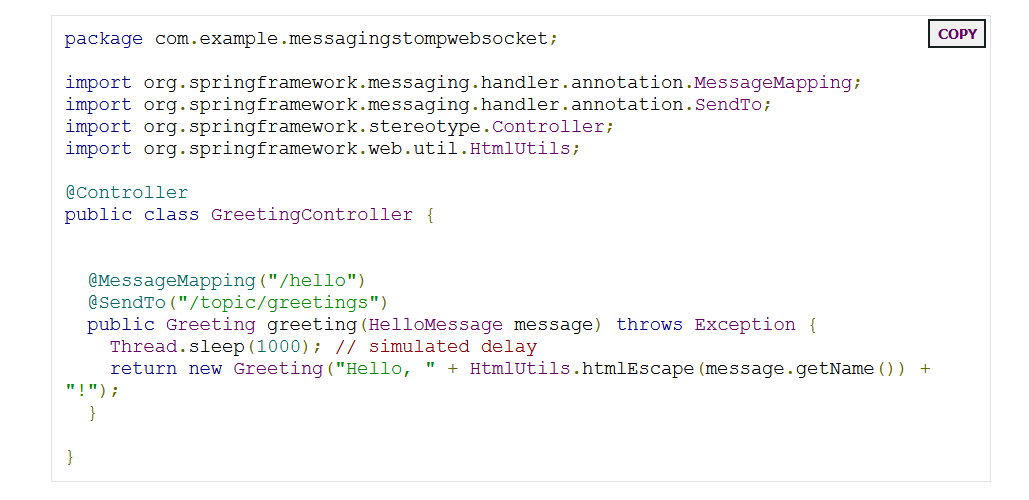 COPY
package com.example.messagingstompwebsocket;
import org.springframework.messaging.handler.annotation.MessageMapping;
import org.springframework.messaging.handler.annotation.SendTo;
import org.springframework.stereotype.Controller;
import org.springframework.web.util.HtmlUtils;
@Controller
public class GreetingController {
@MessageMapping("/hello")
@SendTo("/topic/greetings")
public Greeting greeting(HelloMessage message) throws Exception {
Thread.sleep(1000); // simulated delay
return new Greeting("Hello, " + HtmlUtils.htmlEscape(message.getName()) +
"!");
}
}